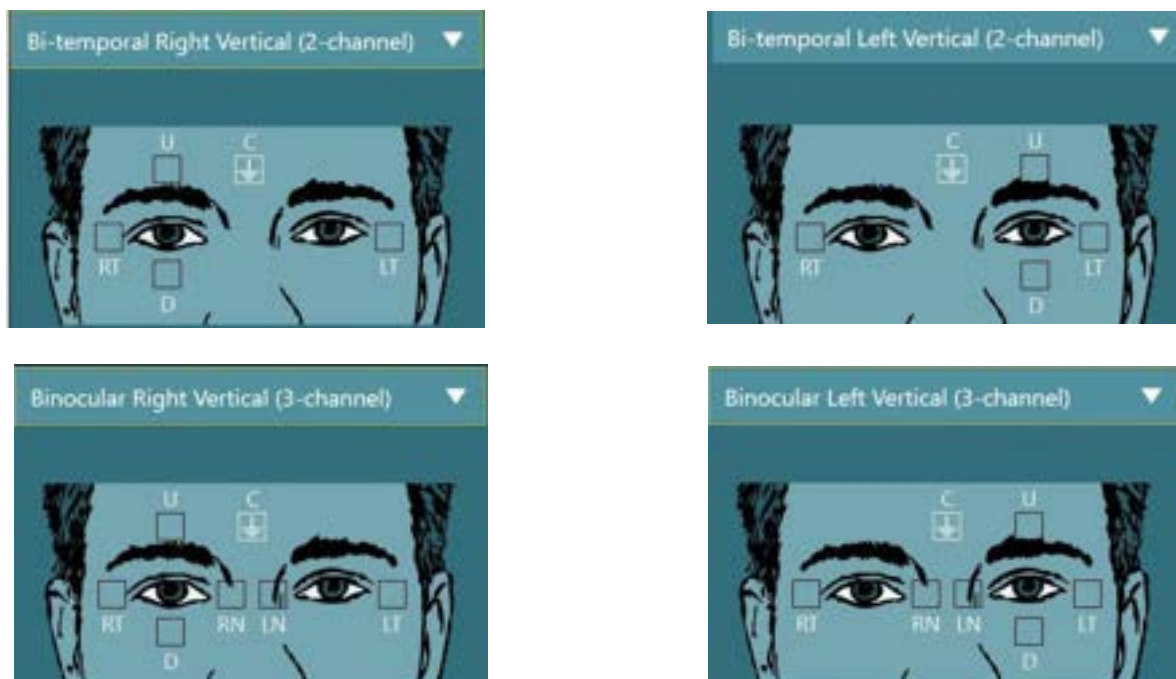 Bi-temporal Right Vertical (2-channel)
U C
RT LT
D
Bi-temporal Left Vertical (2-channel)
C U
RT LT
D
Binocular Right Vertical (3-channel)
U C
RT RN LN LT
D
Binocular Left Vertical (3-channel)
C U
RT RN LN LT
D